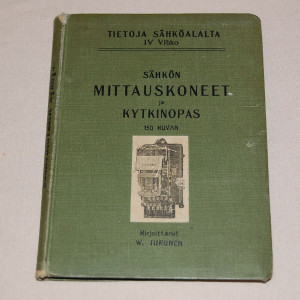 TIETOJA SÄHKÖALALTA
IV Vihko
SÄHKÖN
MITTAUSKONEET
ja
KYTKINOPAS
150 KUVAA
Kirjoittanut
W. JURUNEN